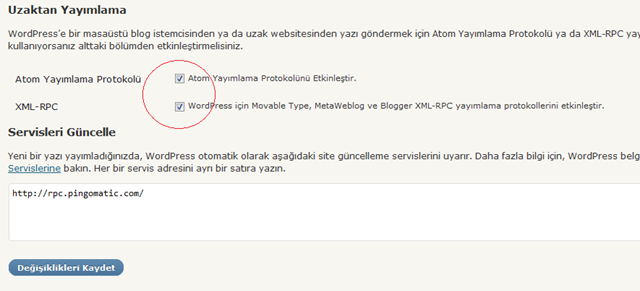 Uzaktan Yayımlama
WordPress'e bir masaüstü blog istemcisinden ya da uzak websitesinden yazı göndermek için Atom Yayımlama Protokolü ya da XML-RPC yay
kullanıyorsanız alttaki bölümden etkinleştirmelisiniz.
Atom Yayımlama Protokolü Atom Yayımlama Protokolünü Etkinleştir.
XML-RPC WordPress için Movable Type, MetaWeblog ve Blogger XML-RPC yayımlama protokollerini etkinleştir.
Servisleri Güncelle
Yeni bir yazı yayımladığınızda, WordPress otomatik olarak aşağıdaki site güncelleme servislerini uyarır. Daha fazla bilgi için, WordPress belg
Servislerine bakın. Her bir servis adresini ayrı bir satıra yazın.
http://rpc.pingomatic.com/
Değişiklikleri Kaydet